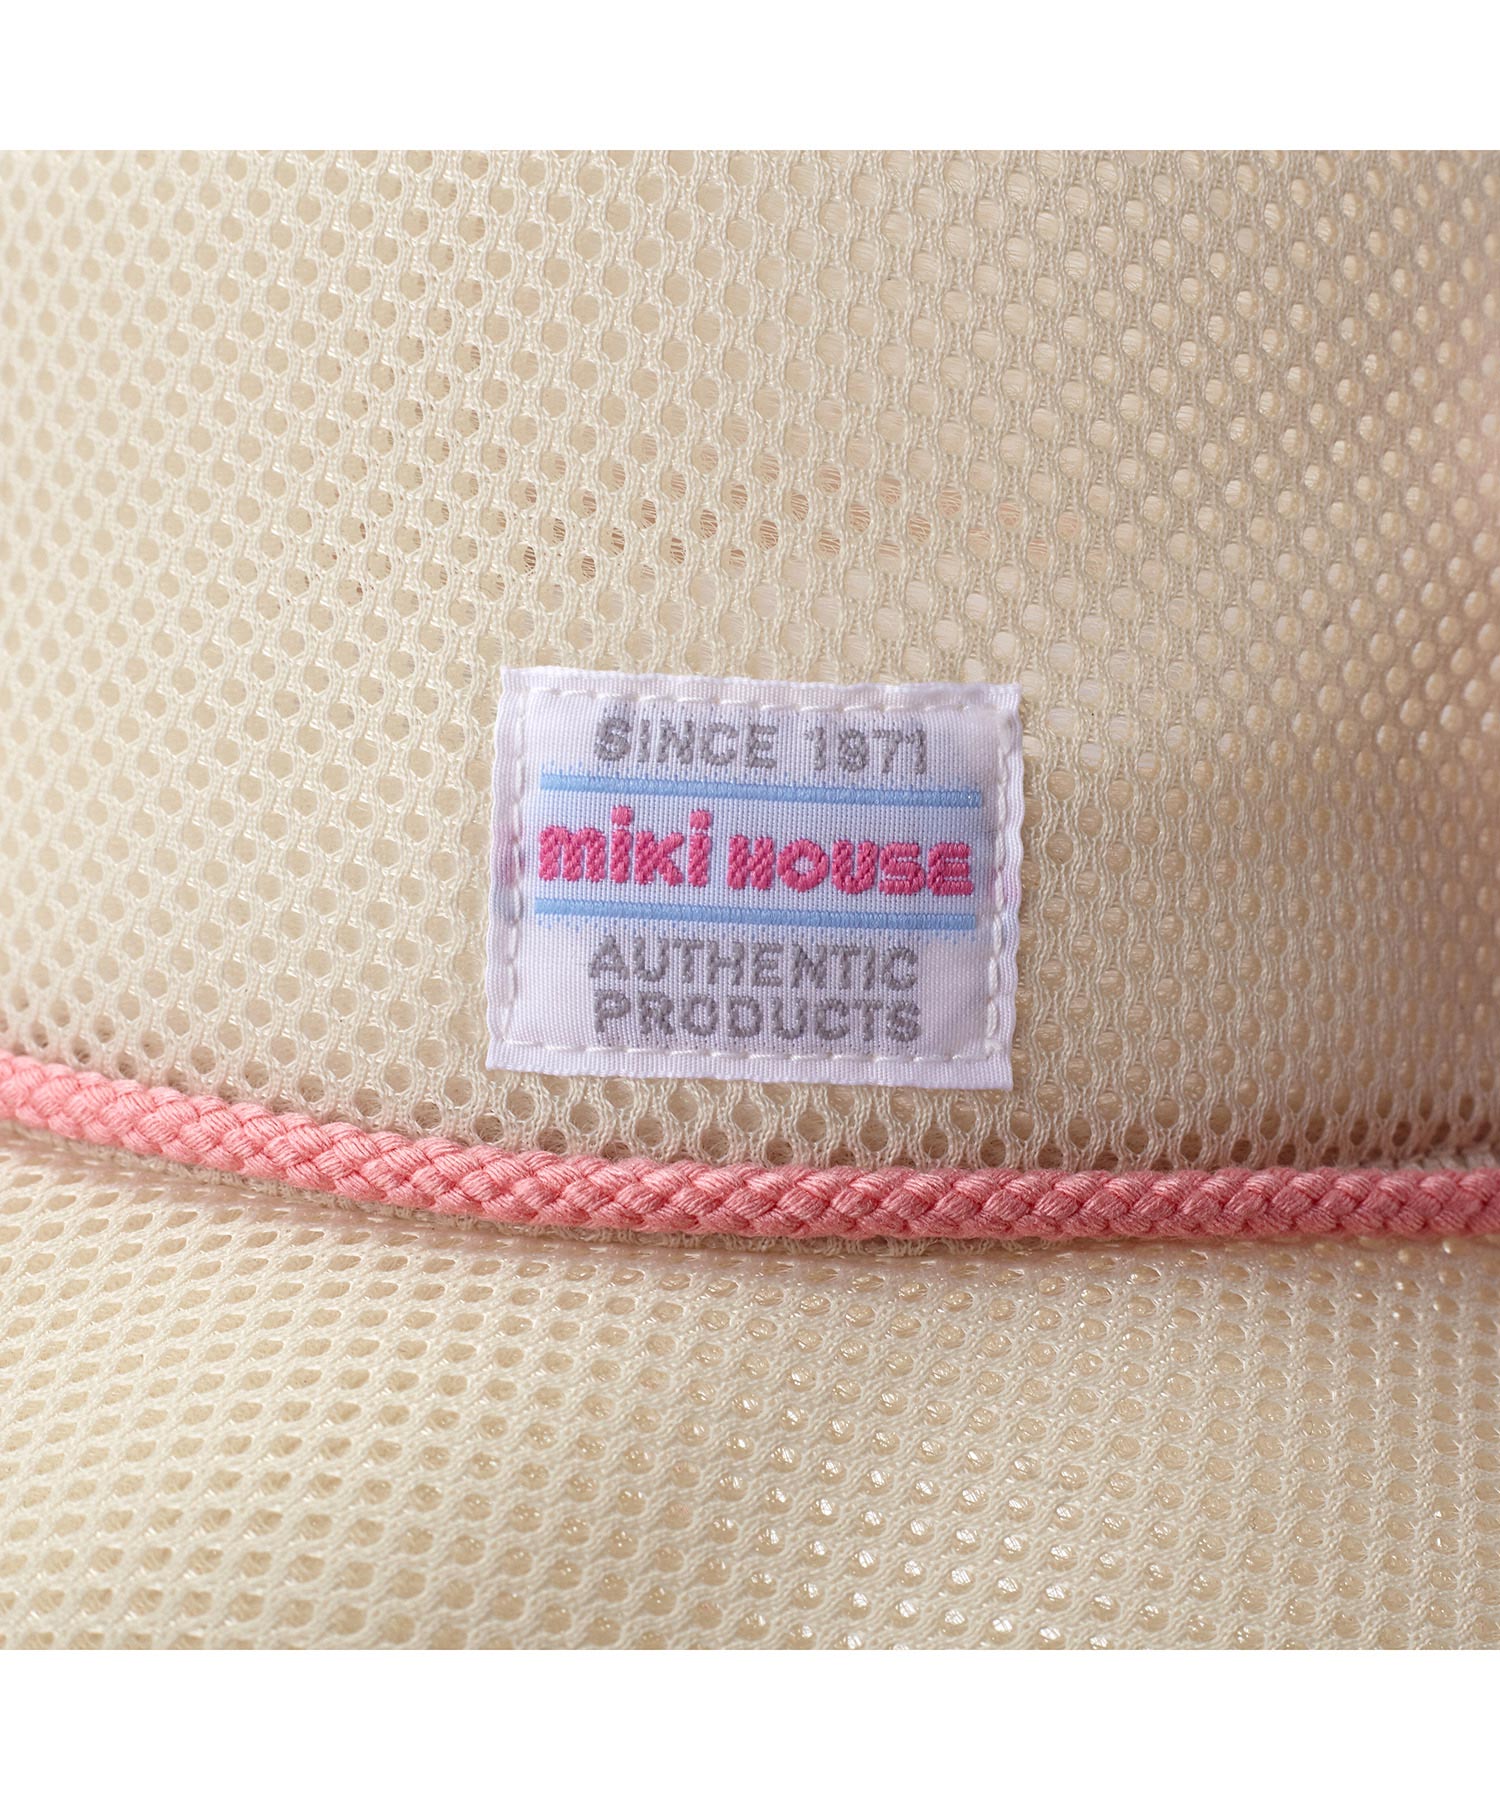 SINCE 1971
miki HOUSE
AUTHENTIC
PRODUCTS